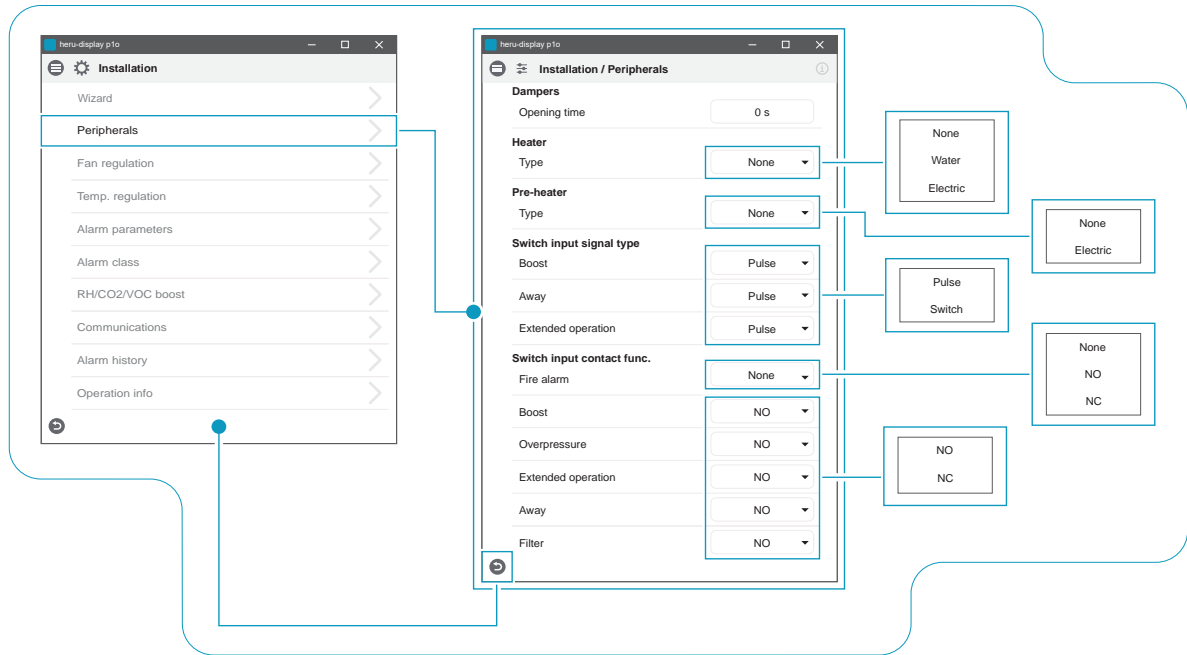 heru-display p1o
Installation
Wizard
Peripherals
Fan regulation
Temp. regulation
Alarm parameters
Alarm class
RH/CO2/VOC boost
Communications
Alarm history
Operation info
heru-display p1o
Installation / Peripherals
Dampers
Opening time 0 s
Heater
Type None
Pre-heater
Type None
Switch input signal type
Boost Pulse
Away Pulse
Extended operation Pulse
Switch input contact func.
Fire alarm None
Boost NO
Overpressure NO
Extended operation NO
Away NO
Filter NO
None
Water
Electric
None
Electric
Pulse
Switch
None
NO
NC
NO
NC